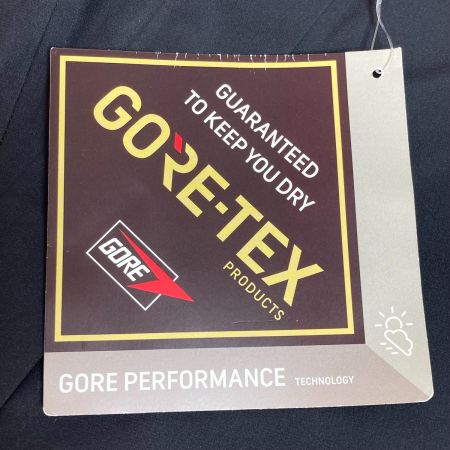 GUARANTEED
TO KEEP YOU DRY
GORE-TEX
PRODUCTS
GORE
GORE PERFORMANCE TECHNOLOGY